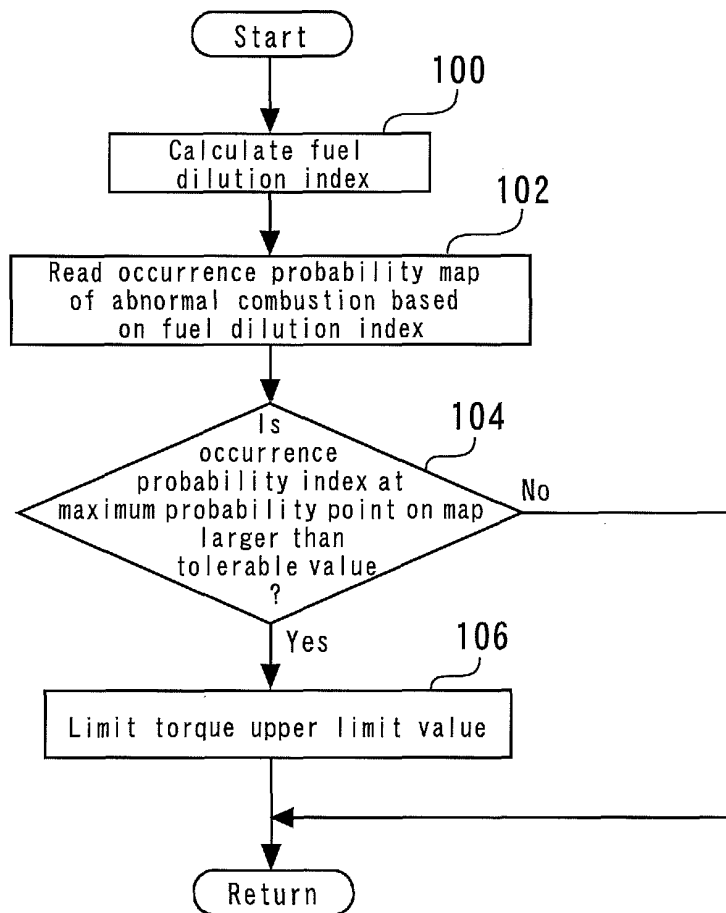 Start
100
Calculate fuel
dilution index
102
Read occurrence probability map
of abnormal combustion based
on fuel dilution index
104
Is
occurrence
probability index at
maximum probability point on map
larger than
tolerable value
?
No
Yes
106
Limit torque upper limit value
Return